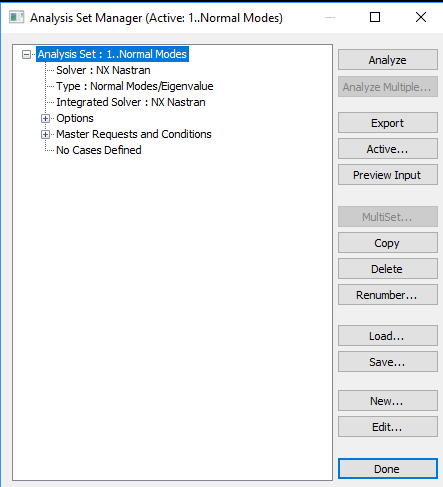 Analysis Set Manager (Active: 1..Normal Modes)
Analysis Set : 1..Normal Modes
Solver : NX Nastran
Type : Normal Modes/Eigenvalue
Integrated Solver : NX Nastran
Options
Master Requests and Conditions
No Cases Defined
Analyze
Analyze Multiple...
Export
Active...
Preview Input
MultiSet...
Copy
Delete
Renumber...
Load...
Save...
New...
Edit...
Done